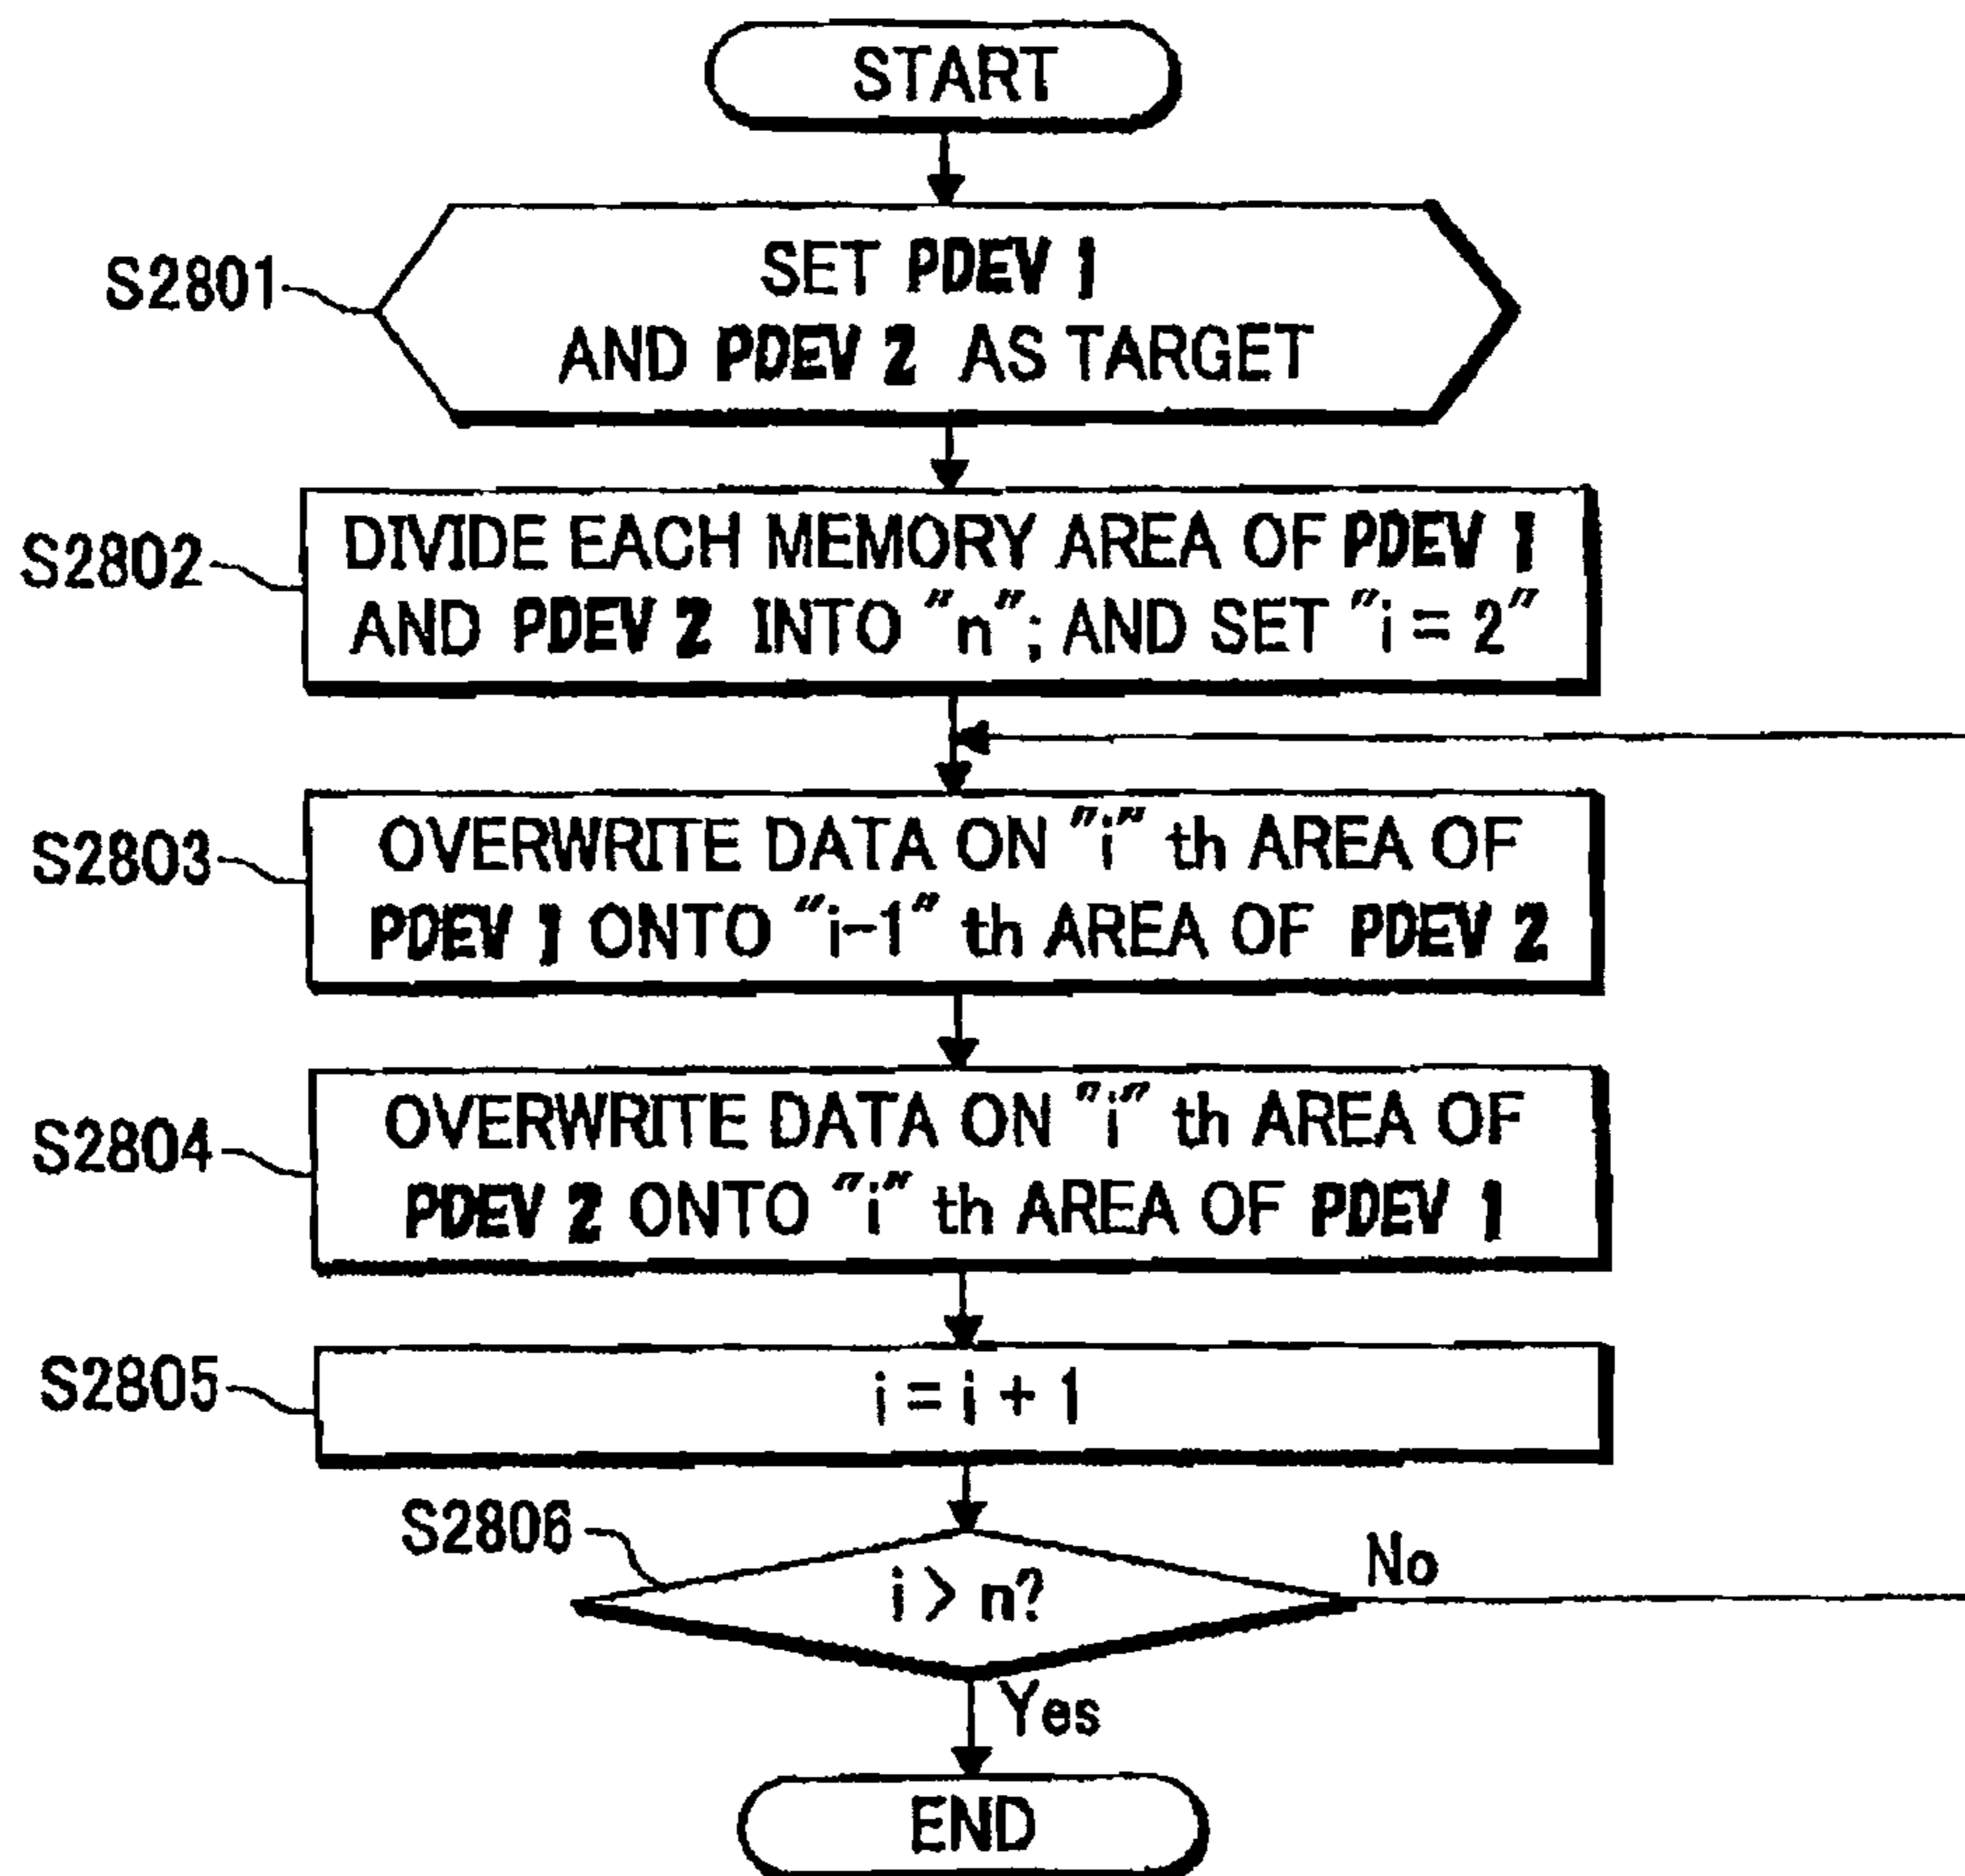 START
S2801
SET PDEV 1
AND PDEV 2 AS TARGET
S2802
DIVIDE EACH MEMORY AREA OF PDEV 1
AND PDEV 2 INTO "n"; AND SET "i = 2"
S2803
OVERWRITE DATA ON "i" th AREA OF
PDEV 1 ONTO "i-1" th AREA OF PDEV 2
S2804
OVERWRITE DATA ON "i" th AREA OF
PDEV 2 ONTO "i" th AREA OF PDEV 1
S2805
i = i + 1
S2806
i > n?
No
Yes
END